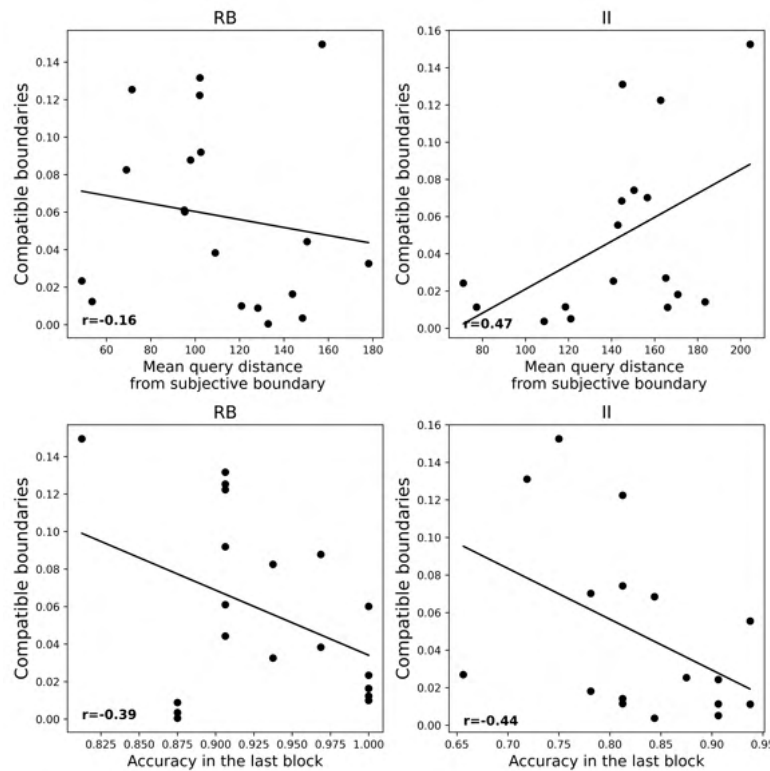 RB
II
Compatible boundaries
0.14
0.12
0.10
0.08
0.06
0.04
0.02
0.00
r=-0.16
60 80 100 120 140 160 180
Mean query distance
from subjective boundary
Compatible boundaries
0.16
0.14
0.12
0.10
0.08
0.06
0.04
0.02
0.00
r=0.47
80 100 120 140 160 180 200
Mean query distance
from subjective boundary
RB
II
Compatible boundaries
0.14
0.12
0.10
0.08
0.06
0.04
0.02
0.00
r=-0.39
0.825 0.850 0.875 0.900 0.925 0.950 0.975 1.000
Accuracy in the last block
Compatible boundaries
0.16
0.14
0.12
0.10
0.08
0.06
0.04
0.02
0.00
r=-0.44
0.65 0.70 0.75 0.80 0.85 0.90 0.95
Accuracy in the last block